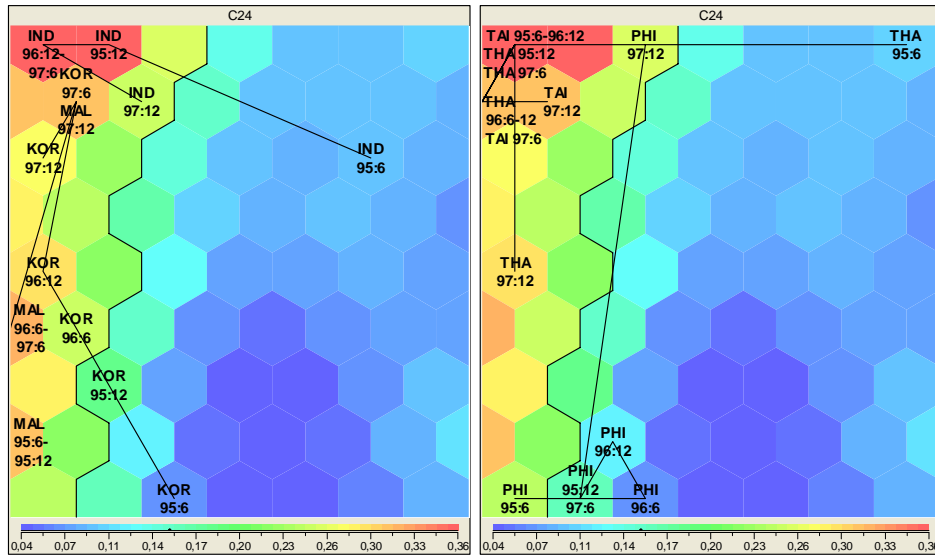 C24
IND
96:12-
97:6
IND
95:12
KOR
97:6
MAL
97:12
IND
97:12
KOR
97:12
IND
95:6
KOR
96:12
MAL
96:6-
97:6
KOR
96:6
KOR
95:12
MAL
95:6-
95:12
KOR
95:6
0,04 0,07 0,11 0,14 0,17 0,20 0,23 0,26 0,30 0,33 0,36
C24
TAI 95:6-96:12
THA 95:12
THA 97:6
PHI
97:12
THA
95:6
THA
96:6-12
TAI 97:6
TAI
97:12
THA
97:12
PHI
96:12
PHI
95:12
97:6
PHI
95:6
PHI
96:6
0,04 0,07 0,11 0,14 0,17 0,20 0,23 0,26 0,30 0,33 0,36